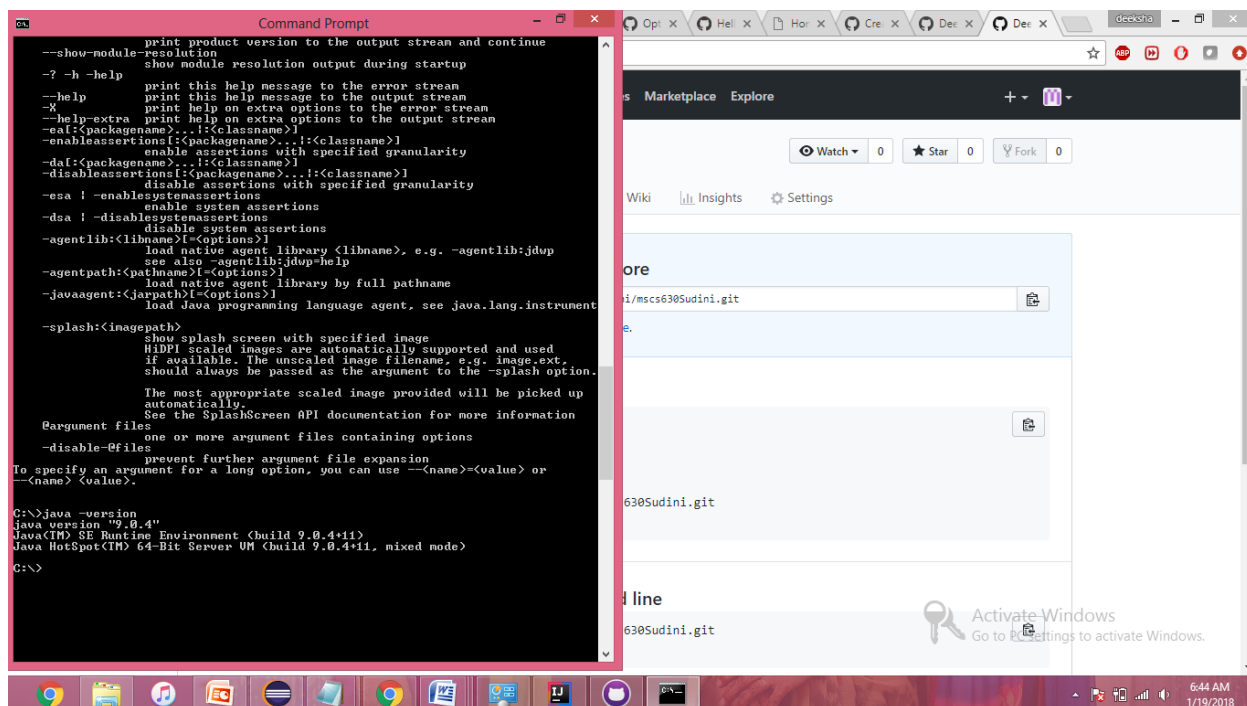 Command Prompt
print product version to the output stream and continue
--show-module-resolution
show module resolution output during startup
-? -h -help
print this help message to the error stream
--help print this help message to the output stream
-X print help on extra options to the error stream
--help-extra print help on extra options to the output stream
-ea[:<packagename>...|:<classname>]
-enableassertions[:<packagename>...|:<classname>]
enable assertions with specified granularity
-da[:<packagename>...|:<classname>]
-disableassertions[:<packagename>...|:<classname>]
disable assertions with specified granularity
-esa | -enablesystemassertions
enable system assertions
-dsa | -disablesystemassertions
disable system assertions
-agentlib:<libname>[=<options>]
load native agent library <libname>, e.g. -agentlib:jdwp
see also -agentlib:jdwp=help
-agentpath:<pathname>[=<options>]
load native agent library by full pathname
-javaagent:<jarpath>[=<options>]
load Java programming language agent, see java.lang.instrument
-splash:<imagepath>
show splash screen with specified image
HiDPI scaled images are automatically supported and used
if available. The unscaled image filename, e.g. image.ext,
should always be passed as the argument to the -splash option.
The most appropriate scaled image provided will be picked up
automatically.
See the SplashScreen API documentation for more information
@argument files
one or more argument files containing options
-disable-@files
prevent further argument file expansion
To specify an argument for a long option, you can use --<name>=<value> or
--<name> <value>.
C:\>java -version
java version "9.0.4"
Java(TM) SE Runtime Environment (build 9.0.4+11)
Java HotSpot(TM) 64-Bit Server VM (build 9.0.4+11, mixed mode)
C:\>
Opt Hell Hor Cre Dee Dee deeksha
ABP
s Marketplace Explore
Watch 0 Star 0 Fork 0
Wiki Insights Settings
ore
i/mscs630Sudini.git
e.
630Sudini.git
d line
630Sudini.git
Activate Windows
Go to PC settings to activate Windows.
6:44 AM
1/19/2018